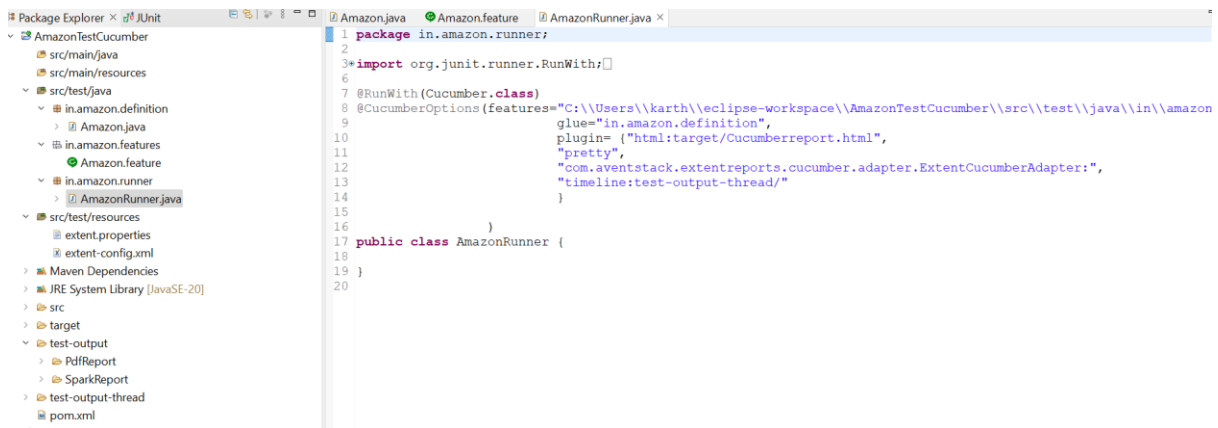 Package Explorer × JUnit
AmazonTestCucumber
src/main/java
src/main/resources
src/test/java
in.amazon.definition
Amazon.java
in.amazon.features
Amazon.feature
in.amazon.runner
AmazonRunner.java
src/test/resources
extent.properties
extent-config.xml
Maven Dependencies
JRE System Library [JavaSE-20]
src
target
test-output
PdfReport
SparkReport
test-output-thread
pom.xml
Amazon.java Amazon.feature AmazonRunner.java ×
1 package in.amazon.runner;
2
3 import org.junit.runner.RunWith;
6
7 @RunWith(Cucumber.class)
8 @CucumberOptions(features="C:\\Users\\karth\\eclipse-workspace\\AmazonTestCucumber\\src\\test\\java\\in\\amazon
9 glue="in.amazon.definition",
10 plugin= {"html:target/Cucumberreport.html",
11 "pretty",
12 "com.aventstack.extentreports.cucumber.adapter.ExtentCucumberAdapter:",
13 "timeline:test-output-thread/"
14 }
15
16 )
17 public class AmazonRunner {
18
19 }
20